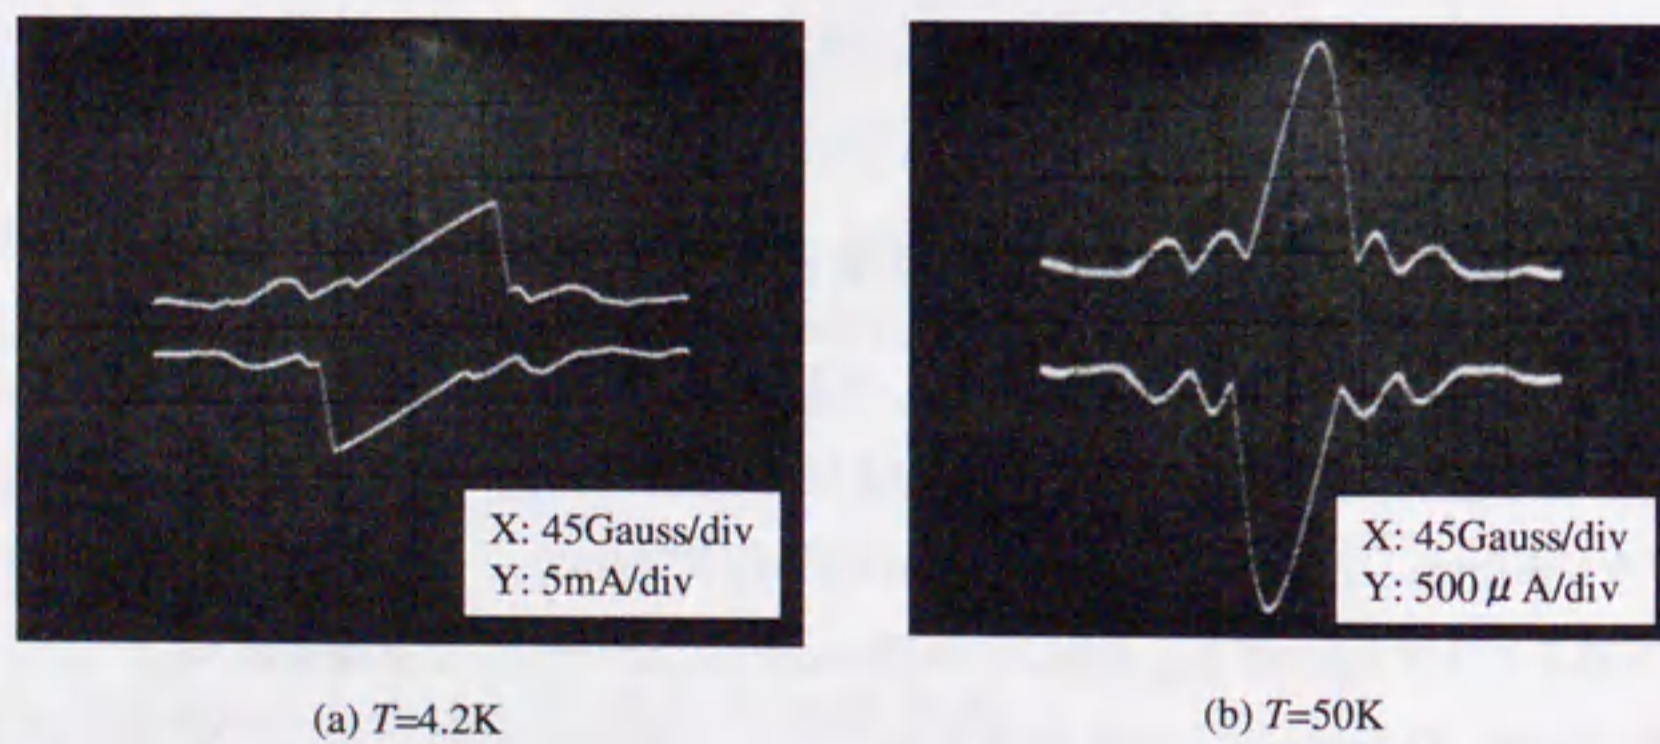 X: 45Gauss/div
Y: 5mA/div
X: 45Gauss/div
Y: 500 μ A/div
(a) T=4.2K
(b) T=50K